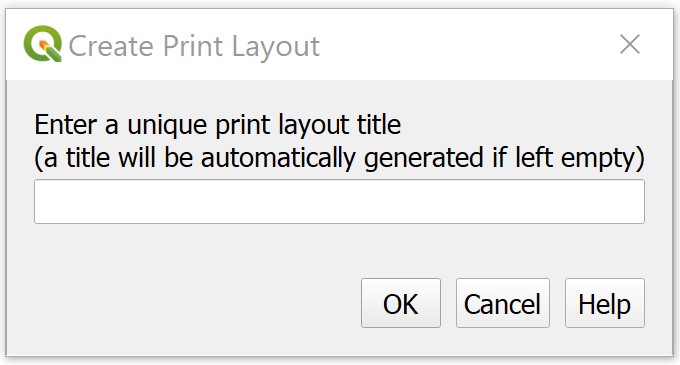 Create Print Layout
Enter a unique print layout title
(a title will be automatically generated if left empty)
OK Cancel Help